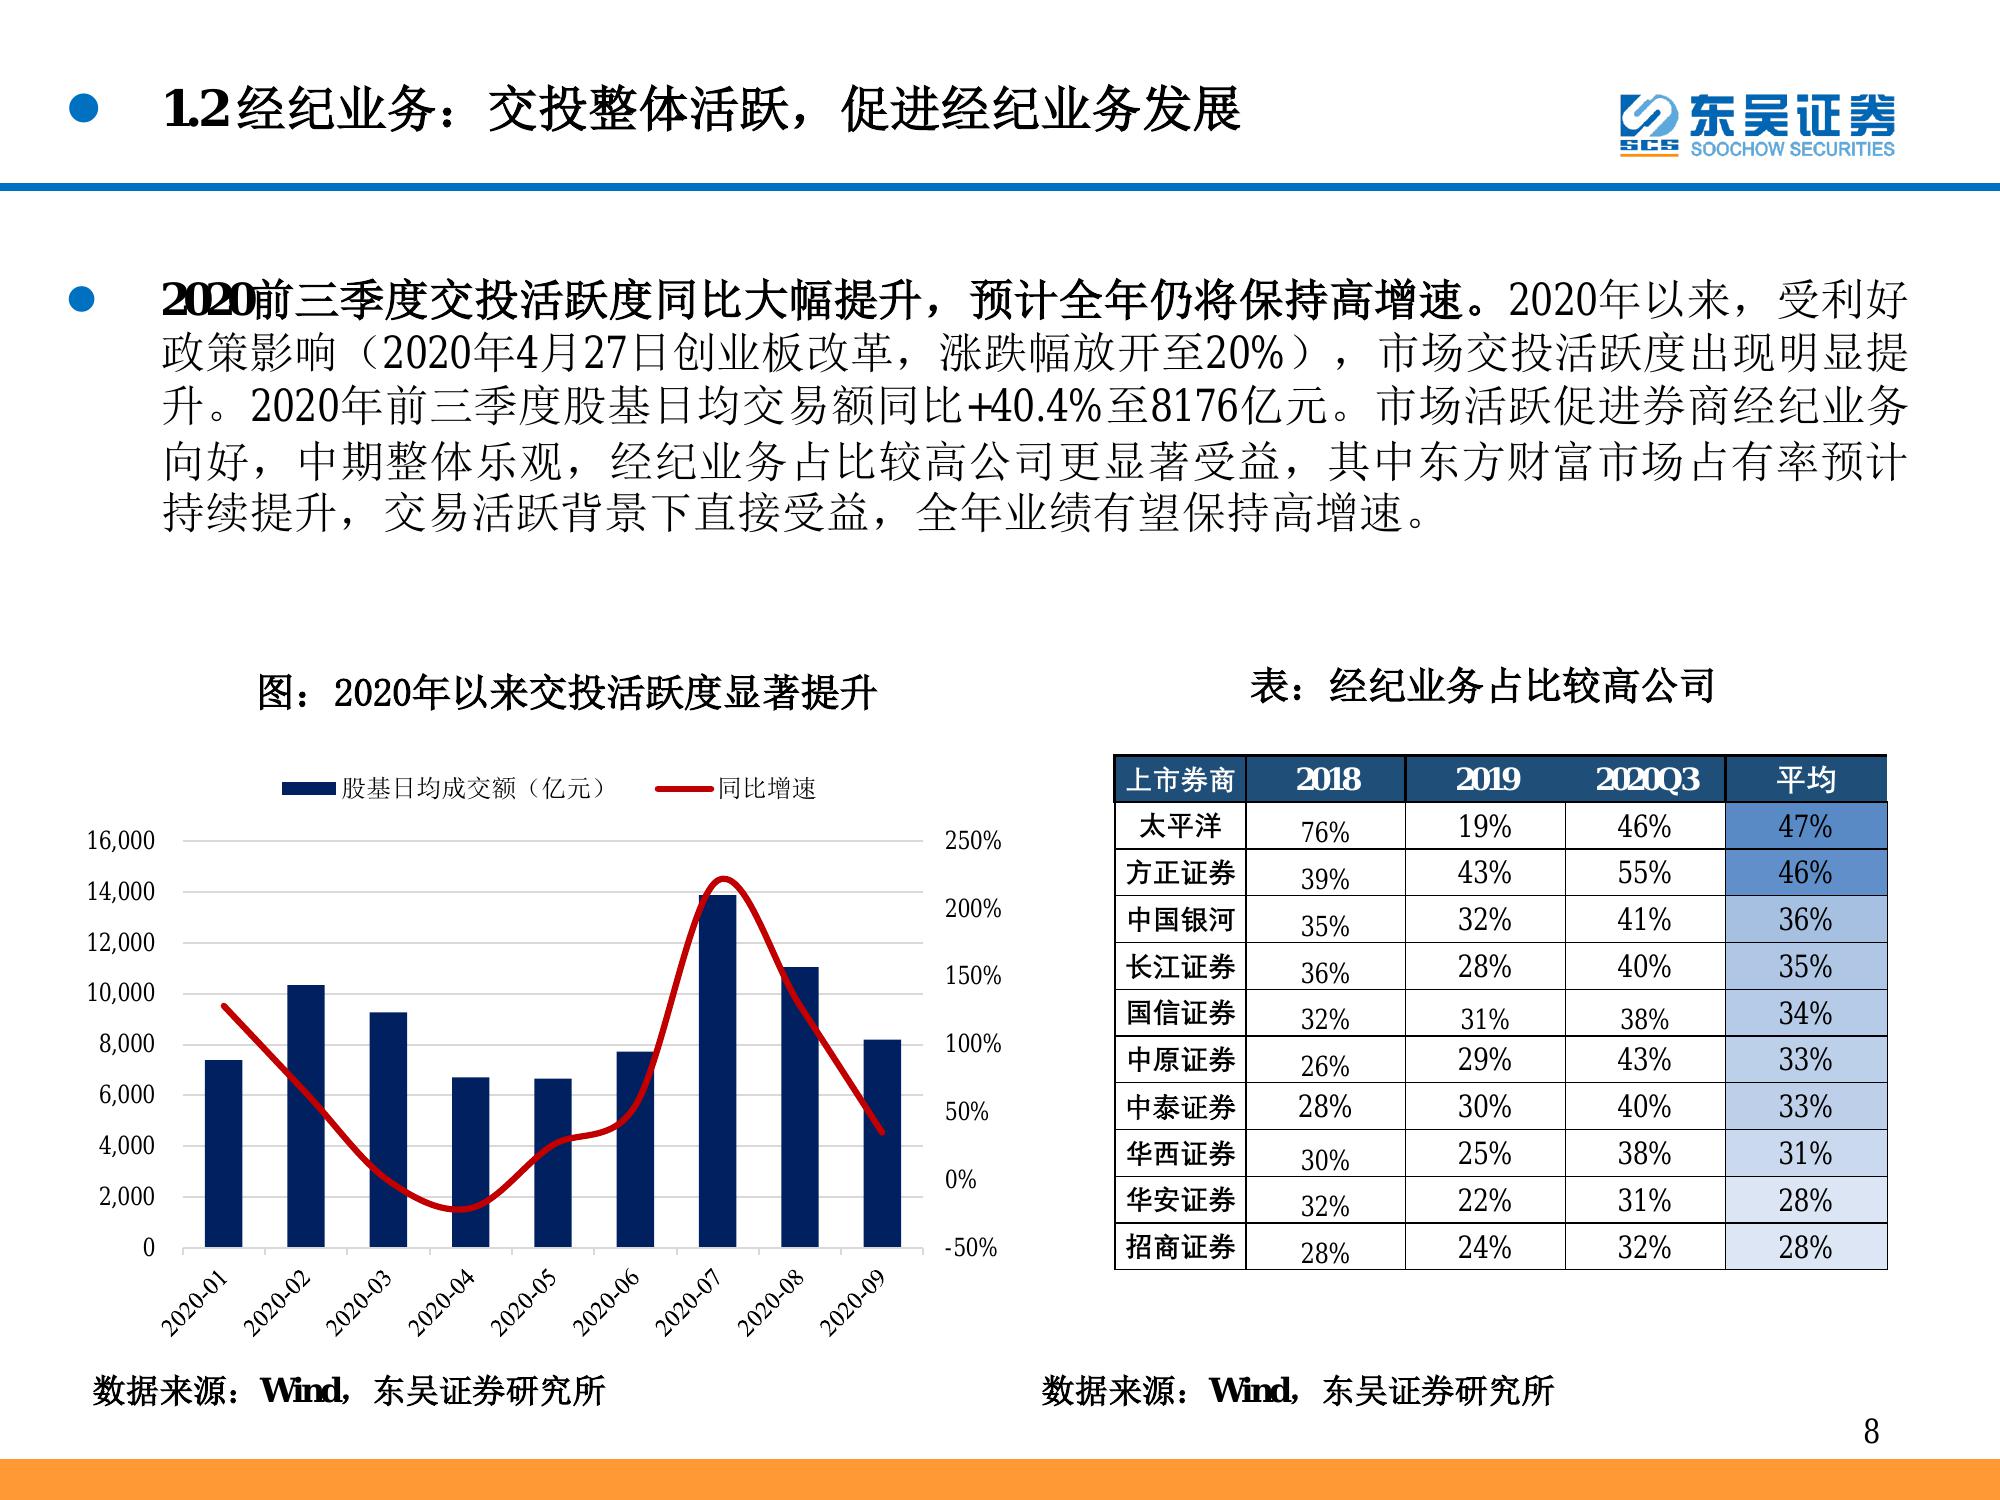 1.2经纪业务：交投整体活跃，促进经纪业务发展
东吴证券
SCS
SOOCHOW SECURITIES
2020前三季度交投活跃度同比大幅提升，预计全年仍将保持高增速。2020年以来，受利好
政策影响（2020年4月27日创业板改革，涨跌幅放开至20%），市场交投活跃度出现明显提
升。2020年前三季度股基日均交易额同比+40.4%至8176亿元。市场活跃促进券商经纪业务
向好，中期整体乐观，经纪业务占比较高公司更显著受益，其中东方财富市场占有率预计
持续提升，交易活跃背景下直接受益，全年业绩有望保持高增速。
图：2020年以来交投活跃度显著提升
股基日均成交额（亿元） 同比增速
16,000 250%
14,000
200%
12,000
150%
10,000
8,000 100%
6,000
50%
4,000
0%
2,000
0 -50%
2020-01 2020-02 2020-03 2020-04 2020-05 2020-06 2020-07 2020-08 2020-09
数据来源：Wind，东吴证券研究所
表：经纪业务占比较高公司
上市券商 2018 2019 2020Q3 平均
太平洋 76% 19% 46% 47%
方正证券 39% 43% 55% 46%
中国银河 35% 32% 41% 36%
长江证券 36% 28% 40% 35%
国信证券 32% 31% 38% 34%
中原证券 26% 29% 43% 33%
中泰证券 28% 30% 40% 33%
华西证券 30% 25% 38% 31%
华安证券 32% 22% 31% 28%
招商证券 28% 24% 32% 28%
数据来源：Wind，东吴证券研究所
8